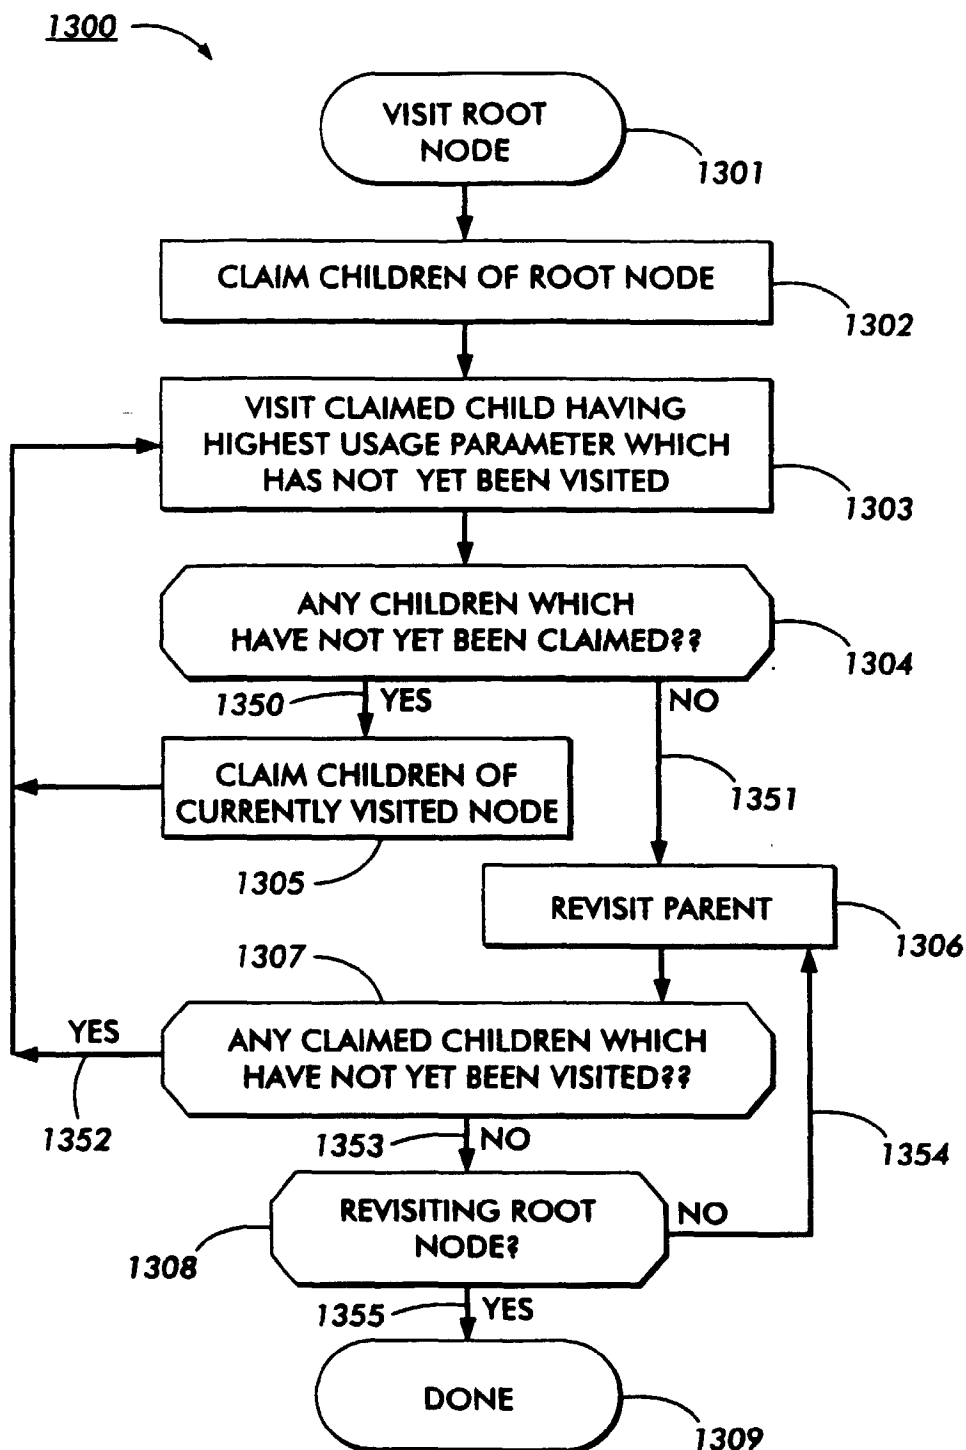 1300
VISIT ROOT
NODE
1301
CLAIM CHILDREN OF ROOT NODE
1302
VISIT CLAIMED CHILD HAVING
HIGHEST USAGE PARAMETER WHICH
HAS NOT YET BEEN VISITED
1303
ANY CHILDREN WHICH
HAVE NOT YET BEEN CLAIMED??
1304
1350
YES
NO
CLAIM CHILDREN OF
CURRENTLY VISITED NODE
1351
1305
REVISIT PARENT
1306
1307
YES
ANY CLAIMED CHILDREN WHICH
HAVE NOT YET BEEN VISITED??
1352
1353
NO
1354
REVISITING ROOT
NODE?
NO
1308
1355
YES
DONE
1309